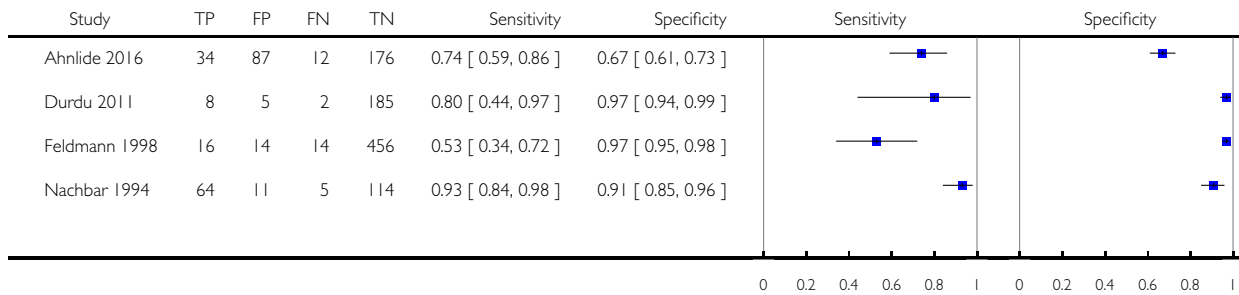 Study TP FP FN TN Sensitivity Specificity Sensitivity Specificity
Ahnlide 2016 34 87 12 176 0.74 [ 0.59, 0.86 ] 0.67 [ 0.61, 0.73 ]
Durdu 2011 8 5 2 185 0.80 [ 0.44, 0.97 ] 0.97 [ 0.94, 0.99 ]
Feldmann 1998 16 14 14 456 0.53 [ 0.34, 0.72 ] 0.97 [ 0.95, 0.98 ]
Nachbar 1994 64 11 5 114 0.93 [ 0.84, 0.98 ] 0.91 [ 0.85, 0.96 ]
0 0.2 0.4 0.6 0.8 1 0 0.2 0.4 0.6 0.8 1